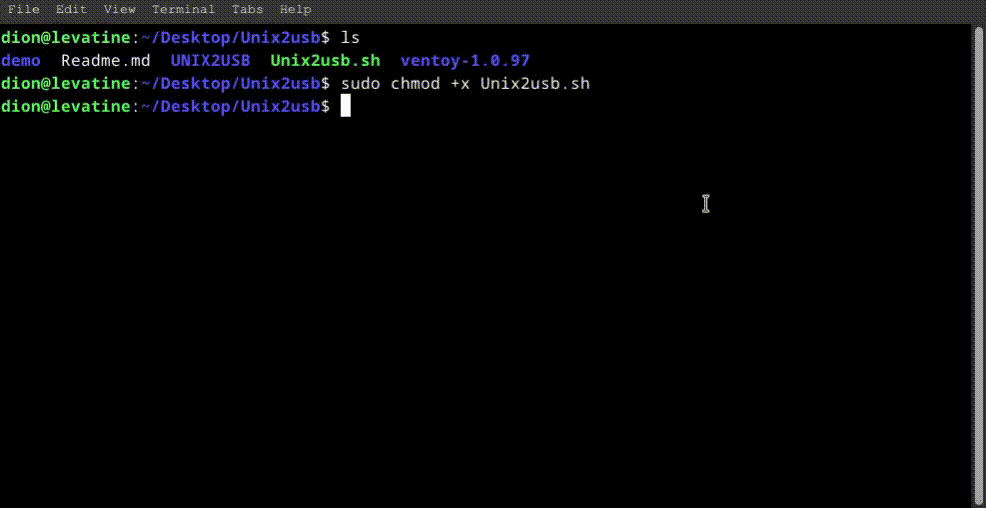 File Edit View Terminal Tabs Help
dion@levatine:~/Desktop/Unix2usb$ ls
demo Readme.md UNIX2USB Unix2usb.sh ventoy-1.0.97
dion@levatine:~/Desktop/Unix2usb$ sudo chmod +x Unix2usb.sh
dion@levatine:~/Desktop/Unix2usb$